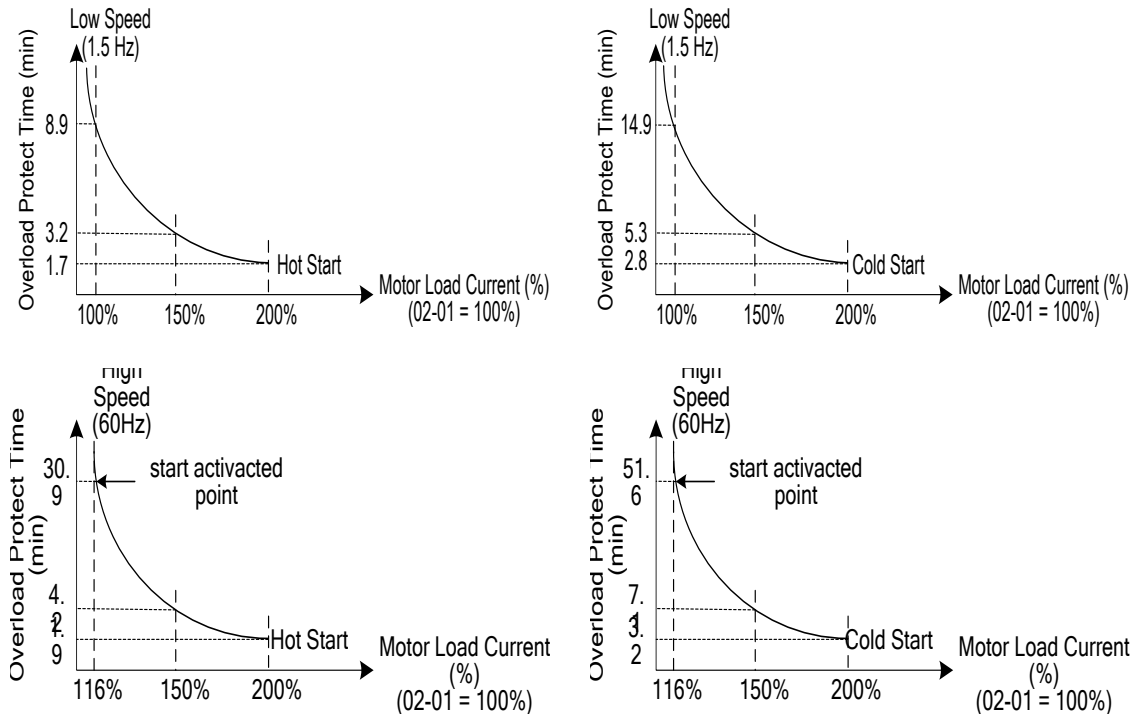 Low Speed
(1.5 Hz)
Overload Protect Time (min)
8.9
3.2
1.7
Hot Start
100%
150%
200%
Motor Load Current (%)
(02-01 = 100%)
Low Speed
(1.5 Hz)
Overload Protect Time (min)
14.9
5.3
2.8
Cold Start
100%
150%
200%
Motor Load Current (%)
(02-01 = 100%)
High
Speed
(60Hz)
Overload Protect Time
(min)
30.
9
start activacted
point
4.
9
Hot Start
116%
150%
200%
Motor Load Current
(%)
(02-01 = 100%)
High
Speed
(60Hz)
Overload Protect Time
(min)
51.
6
start activacted
point
7.
2
Cold Start
116%
150%
200%
Motor Load Current
(%)
(02-01 = 100%)